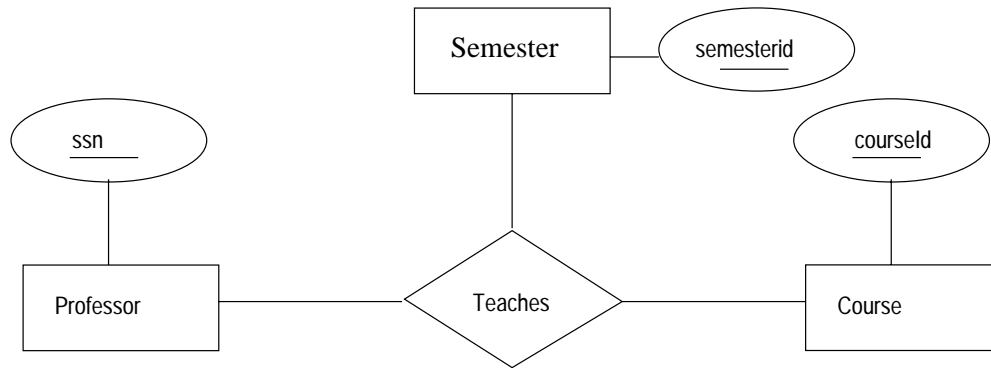 Semester
semesterid
ssn
courseId
Professor
Teaches
Course